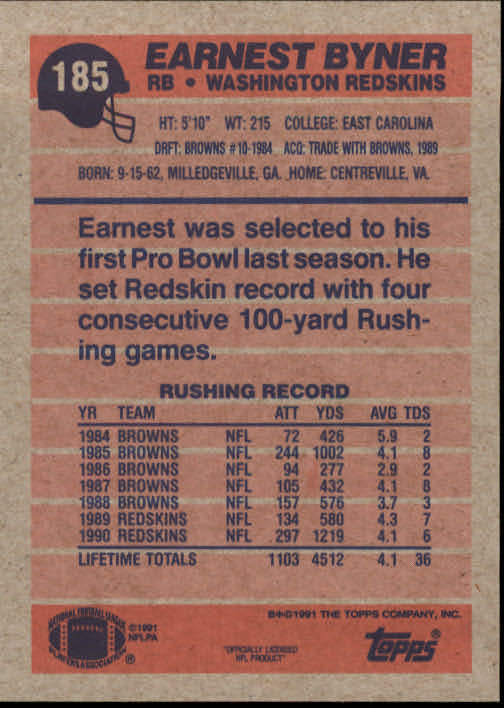 185
EARNEST BYNER
RB • WASHINGTON REDSKINS
HT: 5'10" WT: 215 COLLEGE: EAST CAROLINA
DRFT: BROWNS #10-1984 ACQ: TRADE WITH BROWNS, 1989
BORN: 9-15-62, MILLEDGEVILLE, GA. HOME: CENTREVILLE, VA.
Earnest was selected to his
first Pro Bowl last season. He
set Redskin record with four
consecutive 100-yard Rush-
ing games.
RUSHING RECORD
YR TEAM ATT YDS AVG TDS
1984 BROWNS NFL 72 426 5.9 2
1985 BROWNS NFL 244 1002 4.1 8
1986 BROWNS NFL 94 277 2.9 2
1987 BROWNS NFL 105 432 4.1 8
1988 BROWNS NFL 157 576 3.7 3
1989 REDSKINS NFL 134 580 4.3 7
1990 REDSKINS NFL 297 1219 4.1 6
LIFETIME TOTALS 1103 4512 4.1 36
NATIONAL FOOTBALL LEAGUE
PLAYERS ASSOCIATION
®
©1991
NFLPA
"OFFICIALLY LICENSED
NFL PRODUCT"
©1991 THE TOPPS COMPANY, INC.
topps®